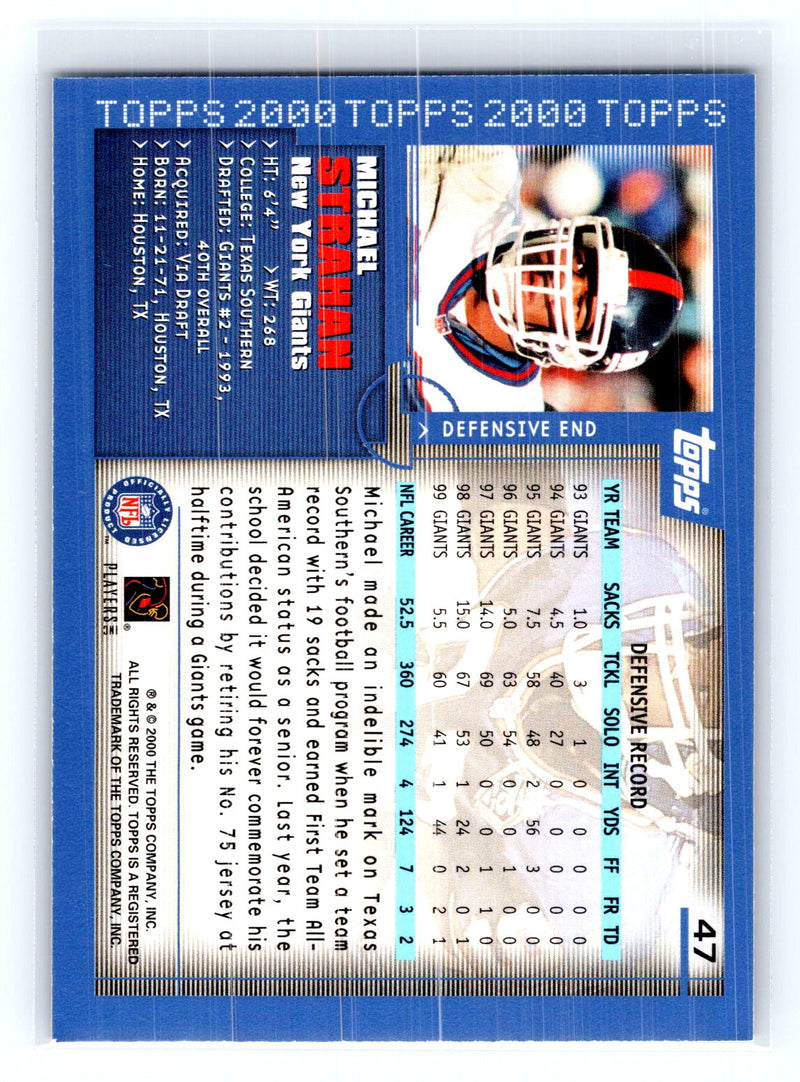 TOPPS 2000 TOPPS 2000 TOPPS
topps®
47
DEFENSIVE END
MICHAEL
STRAHAN
New York Giants
> HT: 6'4" > WT: 268
> COLLEGE: TEXAS SOUTHERN
> DRAFTED: GIANTS #2 - 1993,
40TH OVERALL
> ACQUIRED: VIA DRAFT
> BORN: 11-21-71, HOUSTON, TX
> HOME: HOUSTON, TX
DEFENSIVE RECORD
YR TEAM SACKS TCKL SOLO INT YDS FF FR TD
93 GIANTS 1.0 3 1 0 0 0 0 0
94 GIANTS 4.5 40 27 0 0 0 0 0
95 GIANTS 7.5 58 48 2 56 3 0 0
96 GIANTS 5.0 63 54 0 0 1 0 0
97 GIANTS 14.0 69 50 0 0 1 1 0
98 GIANTS 15.0 67 53 1 24 2 0 1
99 GIANTS 5.5 60 41 1 44 0 2 1
NFL CAREER 52.5 360 274 4 124 7 3 2
Michael made an indelible mark on Texas
Southern's football program when he set a team
record with 19 sacks and earned First Team All-
American status as a senior. Last year, the
school decided it would forever commemorate his
contributions by retiring his No. 75 jersey at
halftime during a Giants game.
OFFICIALLY LICENSED PRODUCT
NFL
™
PLAYERS INC
®
® & © 2000 THE TOPPS COMPANY, INC.
ALL RIGHTS RESERVED. TOPPS IS A REGISTERED
TRADEMARK OF THE TOPPS COMPANY, INC.